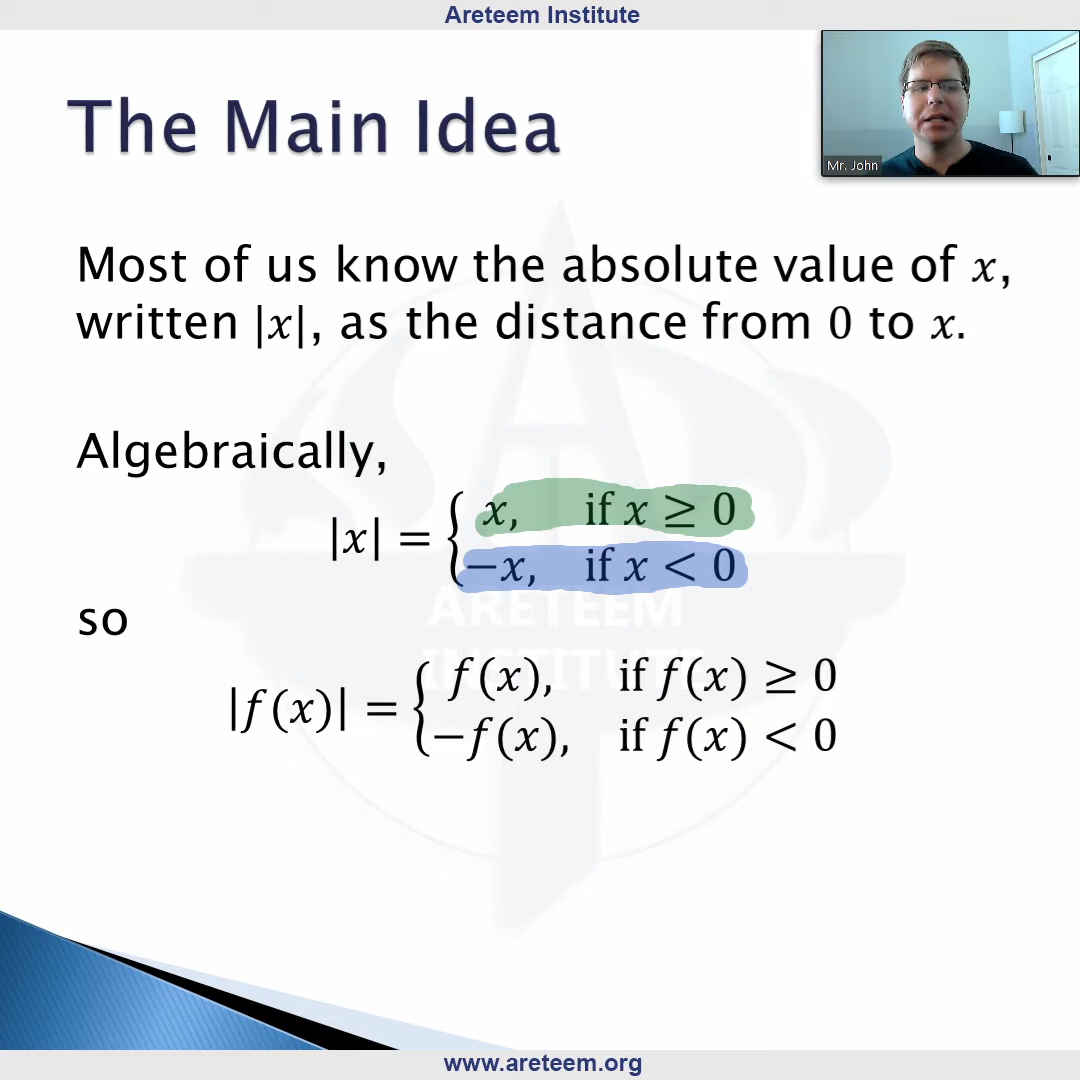 Areteem Institute
The Main Idea
Mr. John
Most of us know the absolute value of x,
written |x|, as the distance from 0 to x.
Algebraically,
|x| = { x, if x ≥ 0
−x, if x < 0
so
ARETEEM
INSTITUTE
|f(x)| = { f(x), if f(x) ≥ 0
−f(x), if f(x) < 0
www.areteem.org